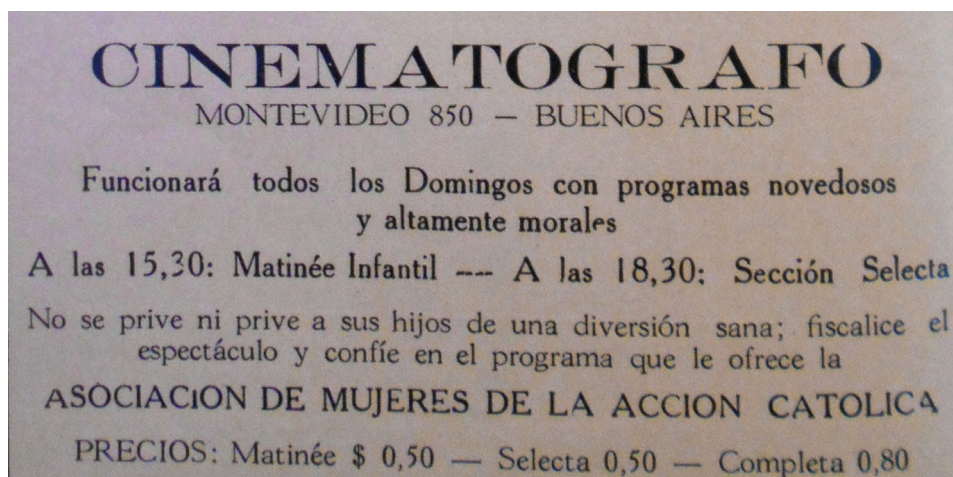 CINEMATOGRAFO
MONTEVIDEO 850 — BUENOS AIRES
Funcionará todos los Domingos con programas novedosos
y altamente morales
A las 15,30: Matinée Infantil –– A las 18,30: Sección Selecta
No se prive ni prive a sus hijos de una diversión sana; fiscalice el
espectáculo y confíe en el programa que le ofrece la
ASOCIACION DE MUJERES DE LA ACCION CATOLICA
PRECIOS: Matinée $ 0,50 — Selecta 0,50 — Completa 0,80